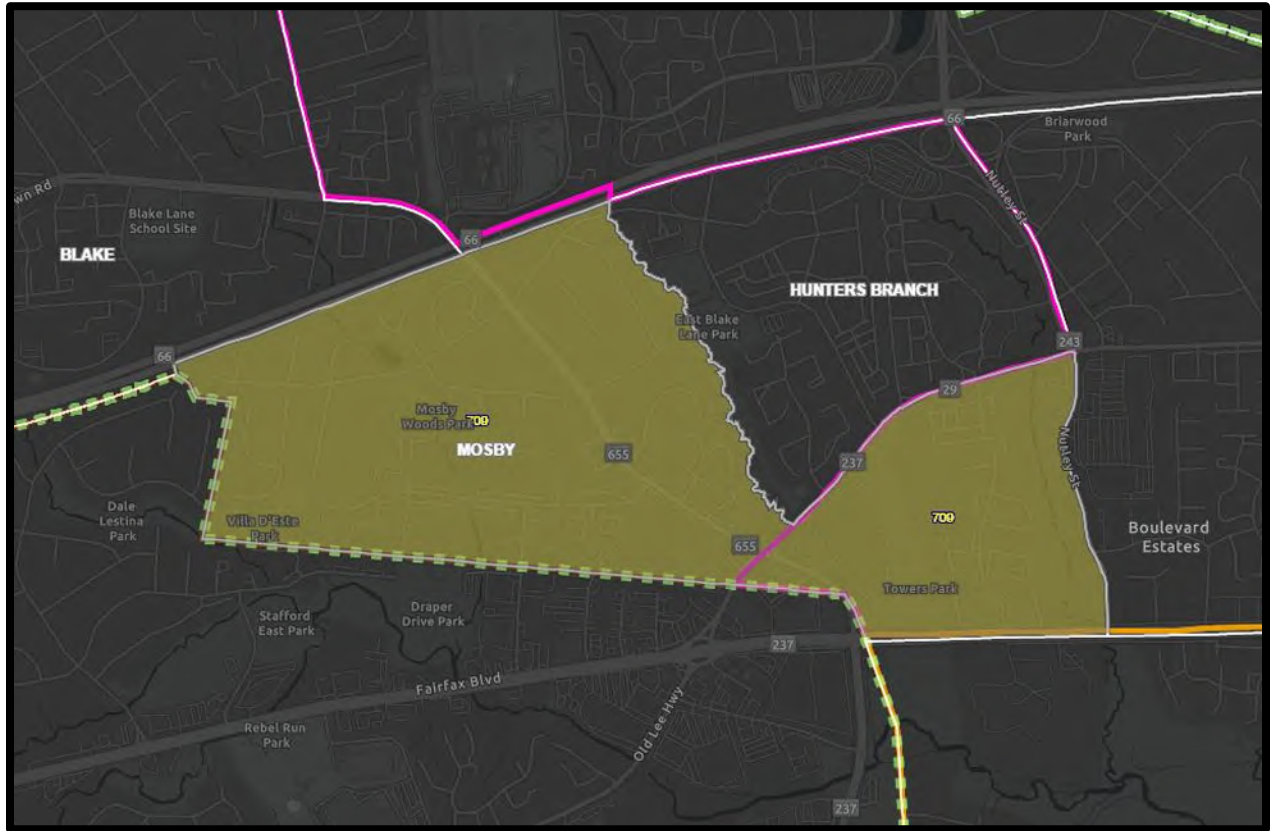 66
Briarwood
Park
wn Rd
Nutley St
Blake Lane
School Site
BLAKE
66
HUNTERS BRANCH
East Blake
Lane Park
66
243
29
Mosby
Woods Park
709
MOSBY
655
237
Nutley St
Dale
Lestina
Park
Villa D'Este
Park
709
Boulevard
Estates
655
Towers Park
Stafford
East Park
Draper
Drive Park
237
Fairfax Blvd
Old Lee Hwy
Rebel Run
Park
237